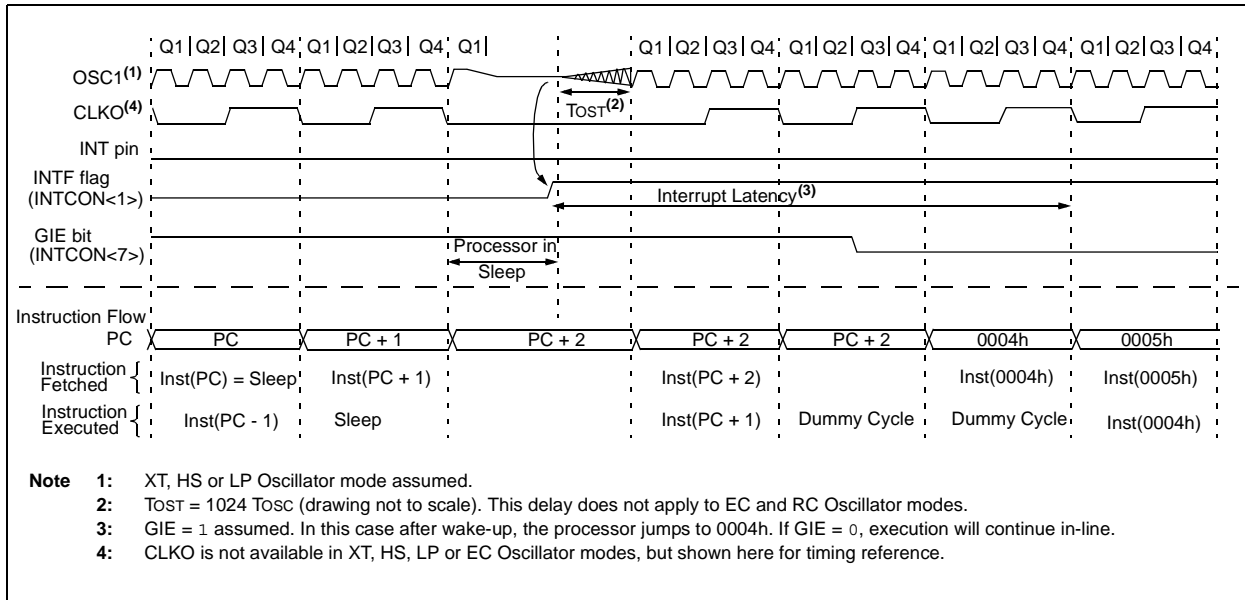 Q1 Q2 Q3 Q4 Q1 Q2 Q3 Q4 Q1 Q1 Q2 Q3 Q4 Q1 Q2 Q3 Q4 Q1 Q2 Q3 Q4 Q1 Q2 Q3 Q4
OSC1(1)
CLKO(4)
TOST(2)
INT pin
INTF flag
(INTCON<1>)
Interrupt Latency(3)
GIE bit
(INTCON<7>)
Processor in
Sleep
Instruction Flow
PC PC PC + 1 PC + 2 PC + 2 PC + 2 0004h 0005h
Instruction
Fetched
Inst(PC) = Sleep Inst(PC + 1) Inst(PC + 2) Inst(0004h) Inst(0005h)
Instruction
Executed
Inst(PC - 1) Sleep Inst(PC + 1) Dummy Cycle Dummy Cycle Inst(0004h)
Note 1: XT, HS or LP Oscillator mode assumed.
2: TOST = 1024 TOSC (drawing not to scale). This delay does not apply to EC and RC Oscillator modes.
3: GIE = 1 assumed. In this case after wake-up, the processor jumps to 0004h. If GIE = 0, execution will continue in-line.
4: CLKO is not available in XT, HS, LP or EC Oscillator modes, but shown here for timing reference.